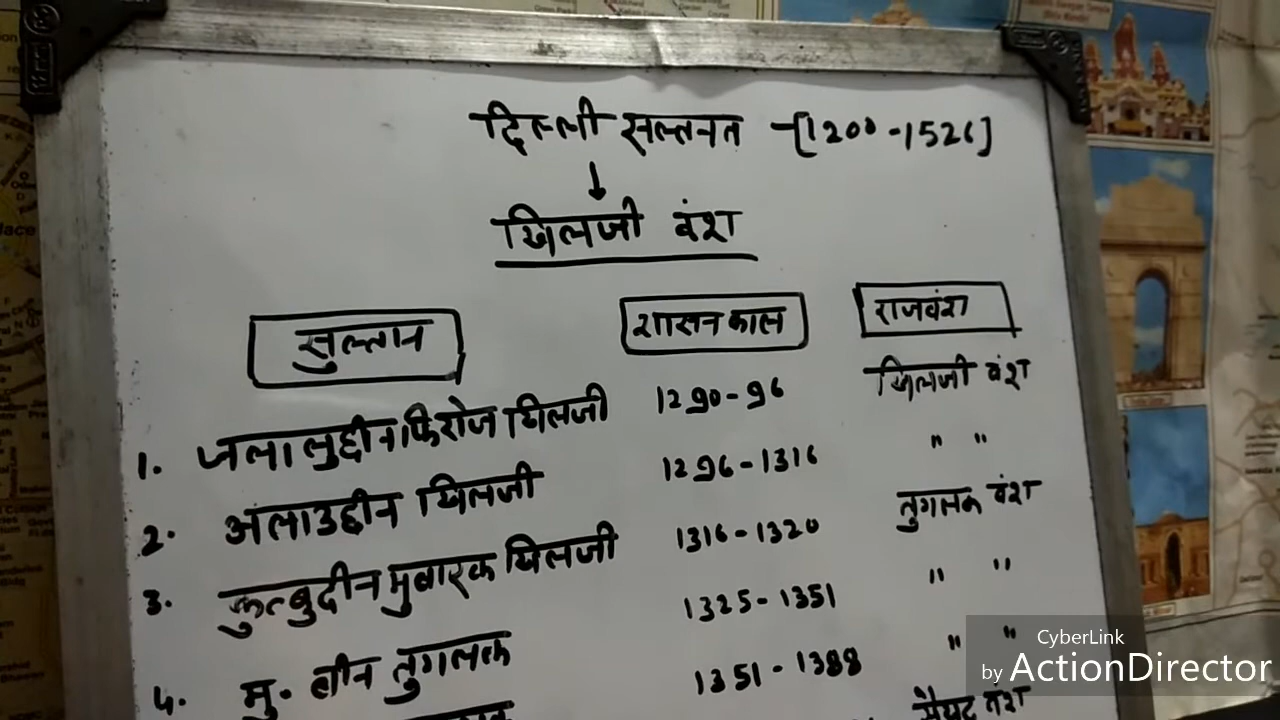 दिल्ली सल्तनत -[1200-1526]
↓
खिलजी वंश
सुल्तान शासन काल राजवंश
1. जलालुद्दीन फिरोज खिलजी 1290-96 खिलजी वंश
2. अलाउद्दीन खिलजी 1296-1316 " "
3. कुत्बुदीन मुबारक खिलजी 1316-1320 तुगलक वंश
4. मु. बीन तुगलक 1325-1351 " "
1351-1388 " "
सैयद वंश
CyberLink
by ActionDirector